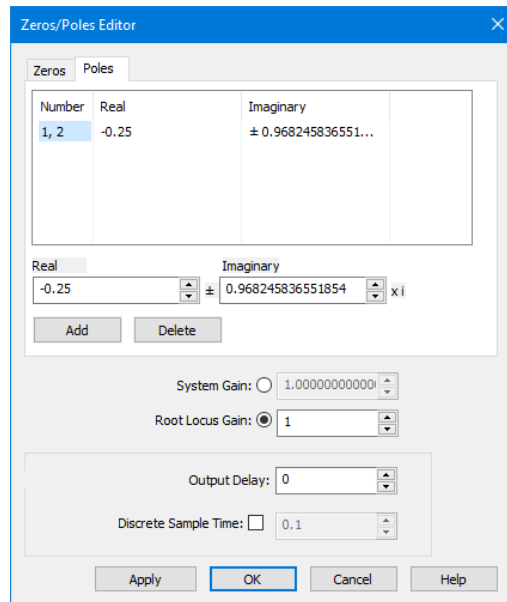 Zeros/Poles Editor
Zeros Poles
Number Real Imaginary
1, 2 -0.25 ± 0.968245836551...
Real Imaginary
-0.25 ± 0.968245836551854 x i
Add Delete
System Gain: 1.00000000000
Root Locus Gain: 1
Output Delay: 0
Discrete Sample Time: 0.1
Apply OK Cancel Help